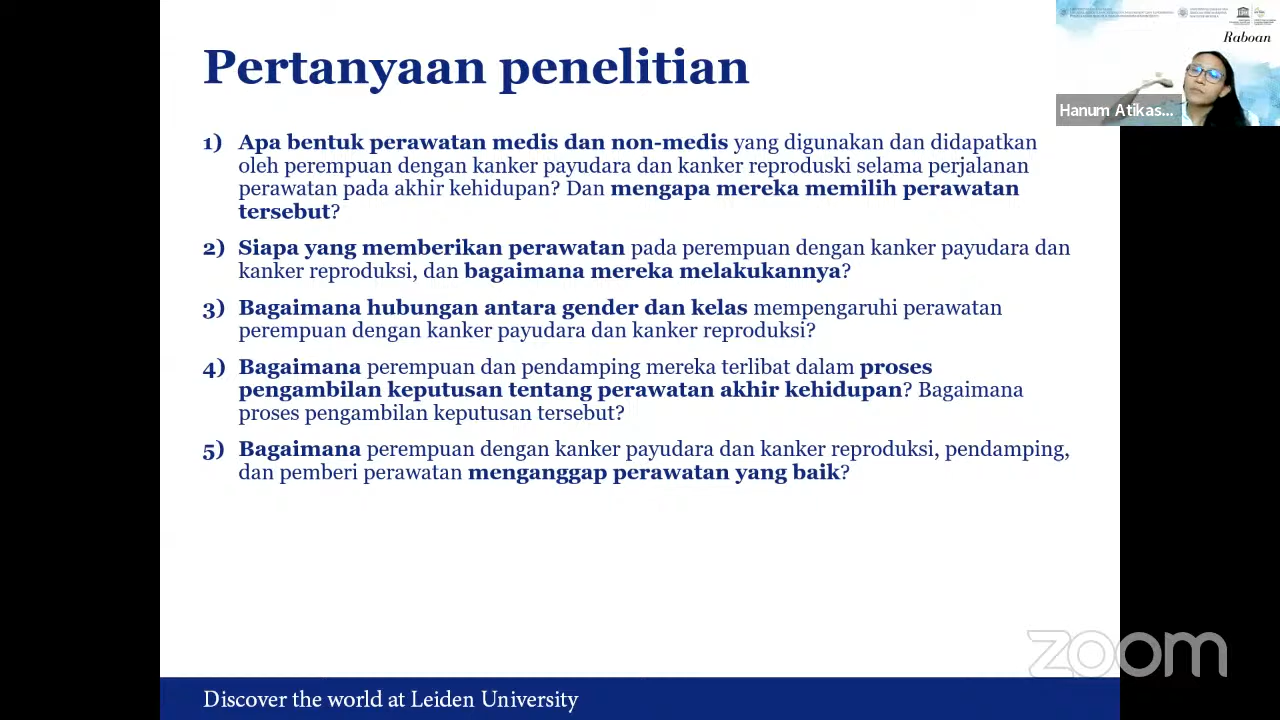 Pertanyaan penelitian
1) Apa bentuk perawatan medis dan non-medis yang digunakan dan didapatkan
oleh perempuan dengan kanker payudara dan kanker reproduski selama perjalanan
perawatan pada akhir kehidupan? Dan mengapa mereka memilih perawatan
tersebut?
2) Siapa yang memberikan perawatan pada perempuan dengan kanker payudara dan
kanker reproduksi, dan bagaimana mereka melakukannya?
3) Bagaimana hubungan antara gender dan kelas mempengaruhi perawatan
perempuan dengan kanker payudara dan kanker reproduksi?
4) Bagaimana perempuan dan pendamping mereka terlibat dalam proses
pengambilan keputusan tentang perawatan akhir kehidupan? Bagaimana
proses pengambilan keputusan tersebut?
5) Bagaimana perempuan dengan kanker payudara dan kanker reproduksi, pendamping,
dan pemberi perawatan menganggap perawatan yang baik?
Raboan
Hanum Atikas...
zoom
Discover the world at Leiden University